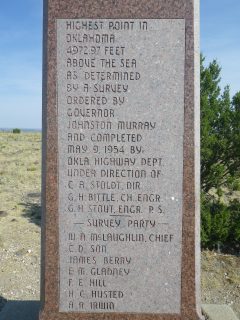 HIGHEST POINT IN
OKLAHOMA
4972.97 FEET
ABOVE THE SEA
AS DETERMINED
BY A SURVEY
ORDERED BY
GOVERNOR
JOHNSTON MURRAY
AND COMPLETED
MAY 9, 1954 BY
OKLA. HIGHWAY DEPT.
UNDER DIRECTION OF
C. A. STOLDT, DIR.
G. H. BITTLE, CH. ENGR.
G. H. STOUT, ENGR. P. S.
— SURVEY PARTY —
W. A. McLAUGHLIN, CHIEF
C. D. SON
JAMES BERRY
E. M. GLADNEY
F. E. HILL
H. C. HUSTED
A. A. IRWIN